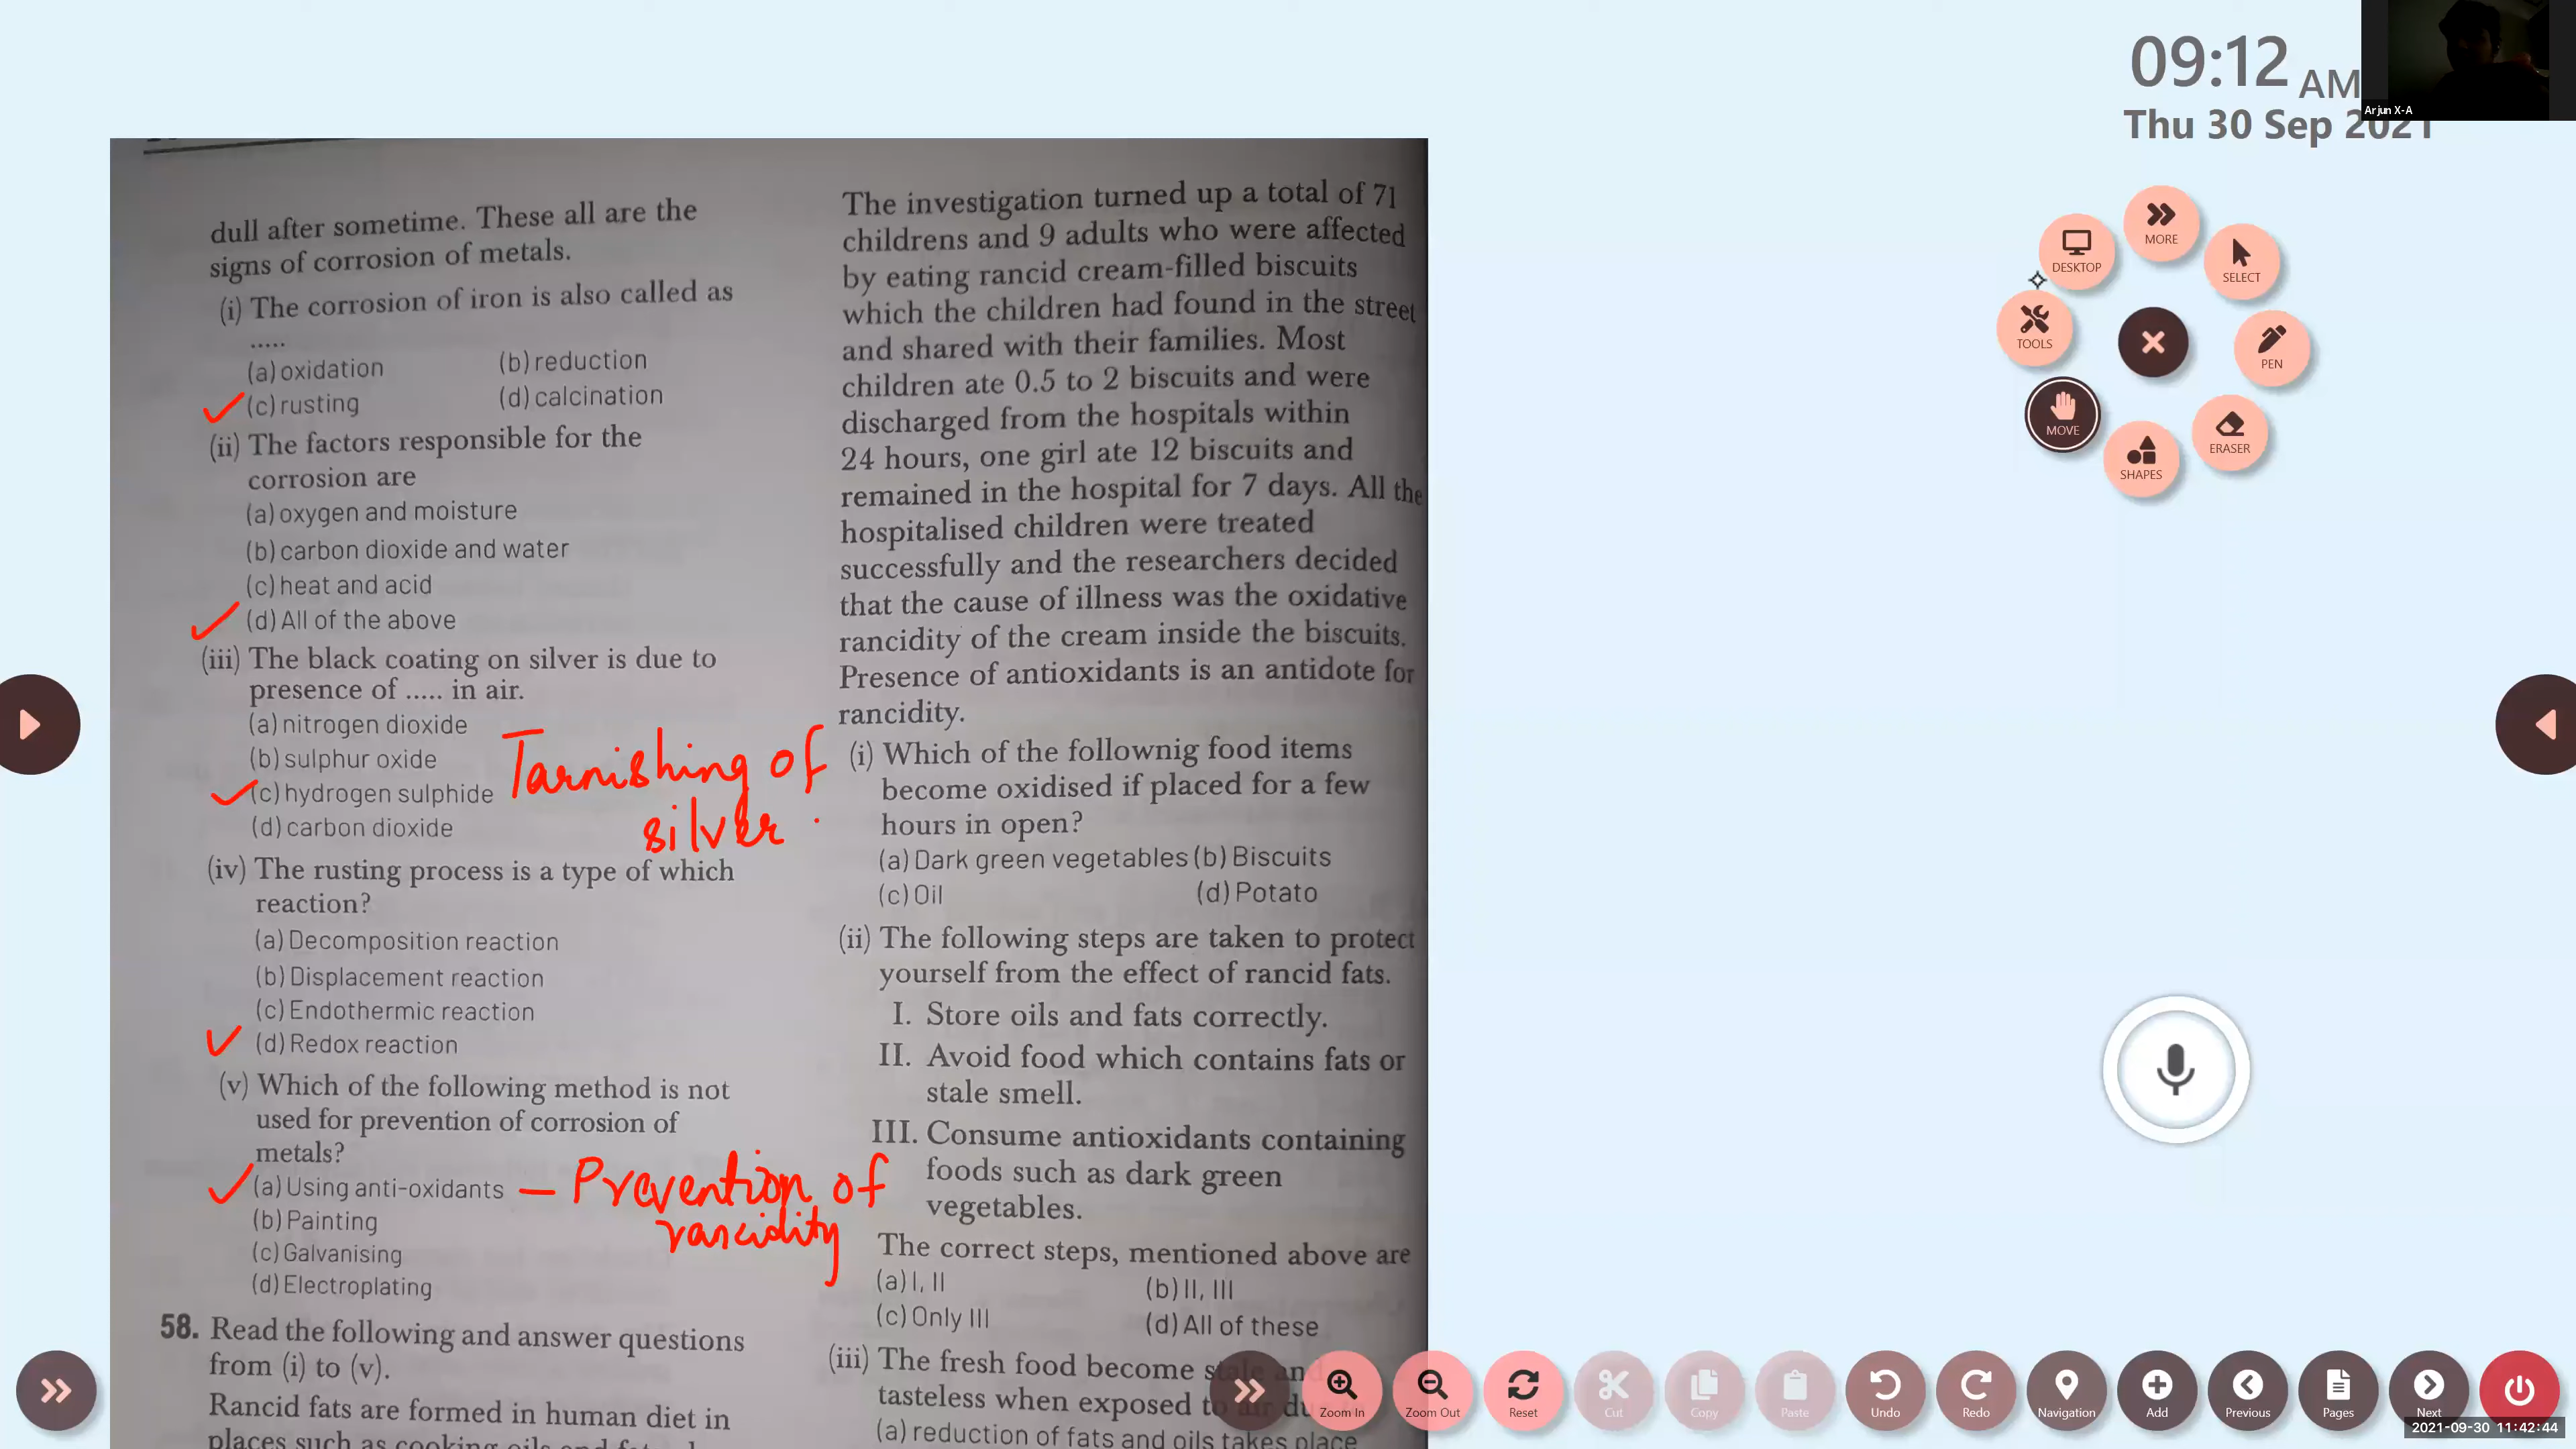 09:12 AM
Thu 30 Sep 2021
Arjun X-A
dull after sometime. These all are the
signs of corrosion of metals.
(i) The corrosion of iron is also called as
.....
(a) oxidation (b) reduction
(c) rusting (d) calcination
(ii) The factors responsible for the
corrosion are
(a) oxygen and moisture
(b) carbon dioxide and water
(c) heat and acid
(d) All of the above
(iii) The black coating on silver is due to
presence of ..... in air.
(a) nitrogen dioxide
(b) sulphur oxide
(c) hydrogen sulphide
(d) carbon dioxide
Tarnishing of
silver.
(iv) The rusting process is a type of which
reaction?
(a) Decomposition reaction
(b) Displacement reaction
(c) Endothermic reaction
(d) Redox reaction
(v) Which of the following method is not
used for prevention of corrosion of
metals?
(a) Using anti-oxidants
(b) Painting
(c) Galvanising
(d) Electroplating
– Prevention of
rancidity
58. Read the following and answer questions
from (i) to (v).
Rancid fats are formed in human diet in
places such as cooking oils
The investigation turned up a total of 71
childrens and 9 adults who were affected
by eating rancid cream-filled biscuits
which the children had found in the street
and shared with their families. Most
children ate 0.5 to 2 biscuits and were
discharged from the hospitals within
24 hours, one girl ate 12 biscuits and
remained in the hospital for 7 days. All the
hospitalised children were treated
successfully and the researchers decided
that the cause of illness was the oxidative
rancidity of the cream inside the biscuits.
Presence of antioxidants is an antidote for
rancidity.
(i) Which of the follownig food items
become oxidised if placed for a few
hours in open?
(a) Dark green vegetables (b) Biscuits
(c) Oil (d) Potato
(ii) The following steps are taken to protect
yourself from the effect of rancid fats.
I. Store oils and fats correctly.
II. Avoid food which contains fats or
stale smell.
III. Consume antioxidants containing
foods such as dark green
vegetables.
The correct steps, mentioned above are
(a) I, II (b) II, III
(c) Only III (d) All of these
(iii) The fresh food become
tasteless when exposed
(a) reduction of fats and oils takes place
MORE
DESKTOP
SELECT
TOOLS
PEN
MOVE
ERASER
SHAPES
Zoom In Zoom Out Reset Cut Copy Paste Undo Redo Navigation Add Previous Pages Next
2021-09-30 11:42:44